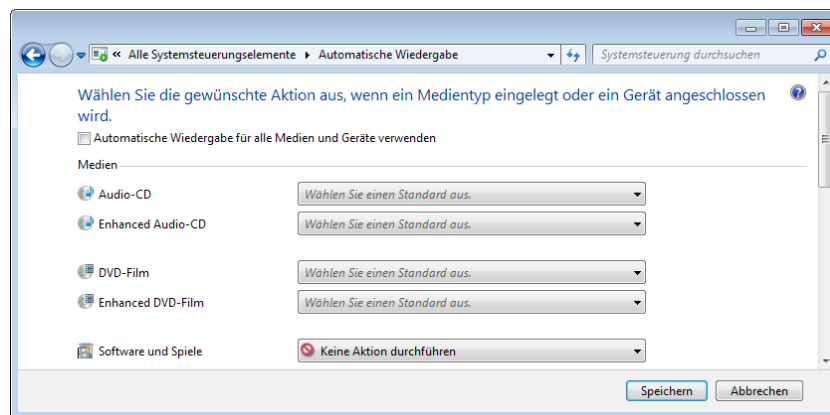 « Alle Systemsteuerungselemente Automatische Wiedergabe Systemsteuerung durchsuchen
Wählen Sie die gewünschte Aktion aus, wenn ein Medientyp eingelegt oder ein Gerät angeschlossen
wird.
Automatische Wiedergabe für alle Medien und Geräte verwenden
Medien
Audio-CD Wählen Sie einen Standard aus.
Enhanced Audio-CD Wählen Sie einen Standard aus.
DVD-Film Wählen Sie einen Standard aus.
Enhanced DVD-Film Wählen Sie einen Standard aus.
Software und Spiele Keine Aktion durchführen
Speichern Abbrechen